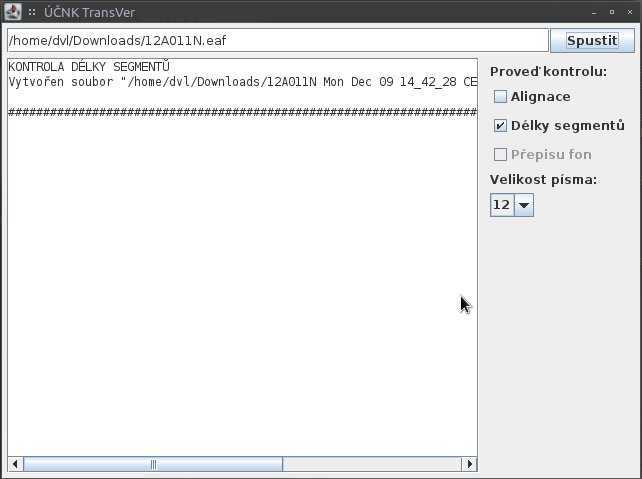 ÚČNK TransVer
/home/dvl/Downloads/12A011N.eaf
Spustit
KONTROLA DÉLKY SEGMENTŮ
Vytvořen soubor "/home/dvl/Downloads/12A011N Mon Dec 09 14_42_28 CE
###################################################################
Proveď kontrolu:
Alignace
Délky segmentů
Přepisu fon
Velikost písma:
12